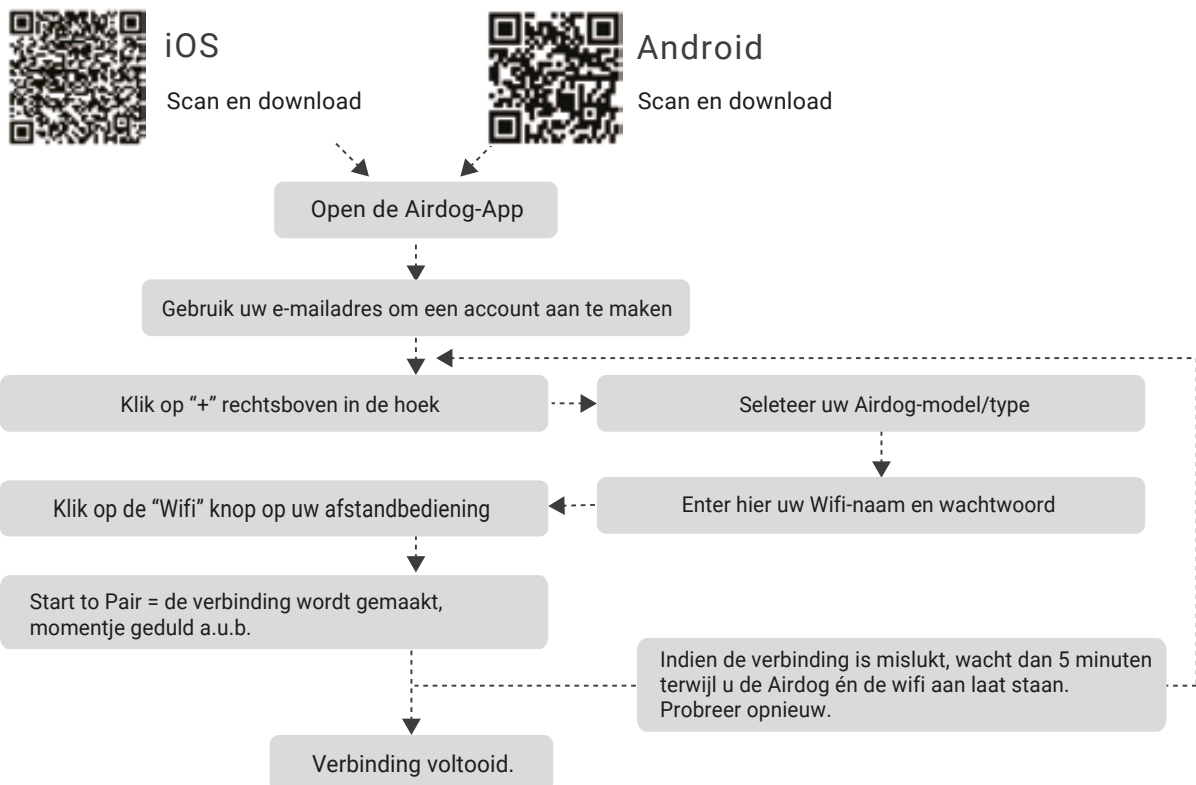 iOS
Scan en download
Android
Scan en download
Open de Airdog-App
Gebruik uw e-mailadres om een account aan te maken
Klik op “+” rechtsboven in de hoek
Seleteer uw Airdog-model/type
Enter hier uw Wifi-naam en wachtwoord
Klik op de “Wifi” knop op uw afstandbediening
Start to Pair = de verbinding wordt gemaakt,
momentje geduld a.u.b.
Indien de verbinding is mislukt, wacht dan 5 minuten
terwijl u de Airdog én de wifi aan laat staan.
Probreer opnieuw.
Verbinding voltooid.